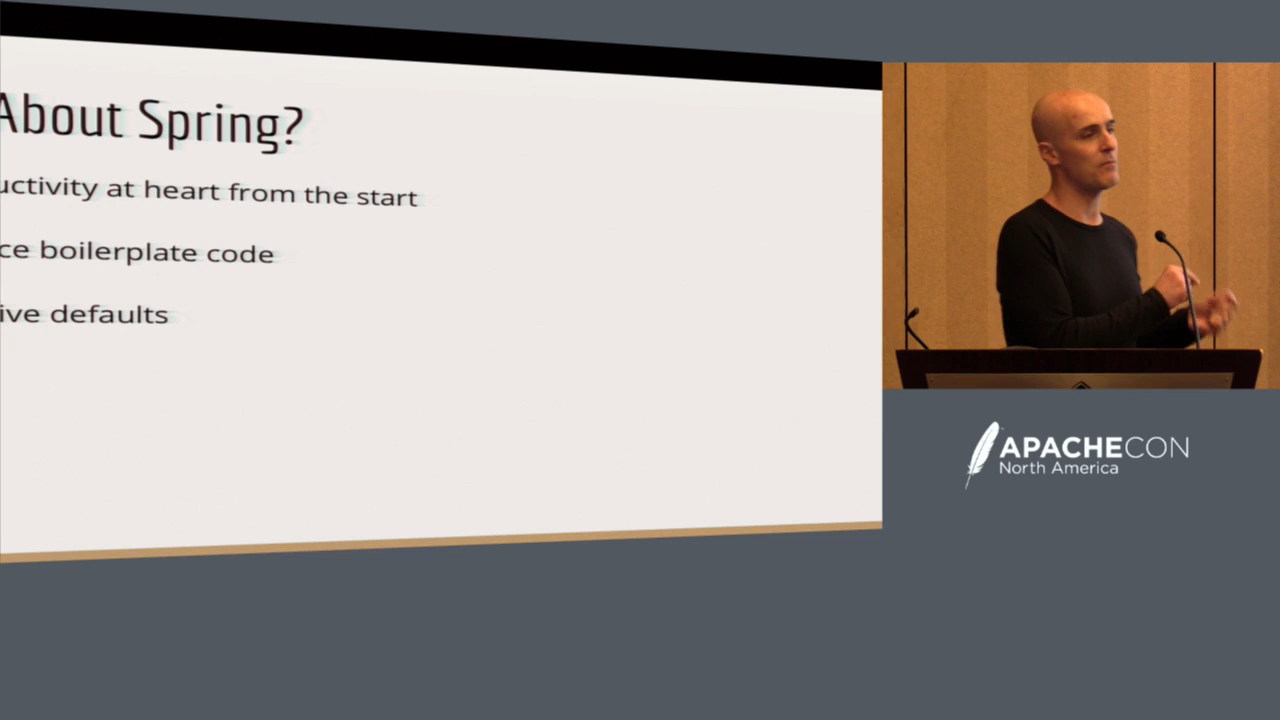 About Spring?
uctivity at heart from the start
ce boilerplate code
ive defaults
APACHECON
North America